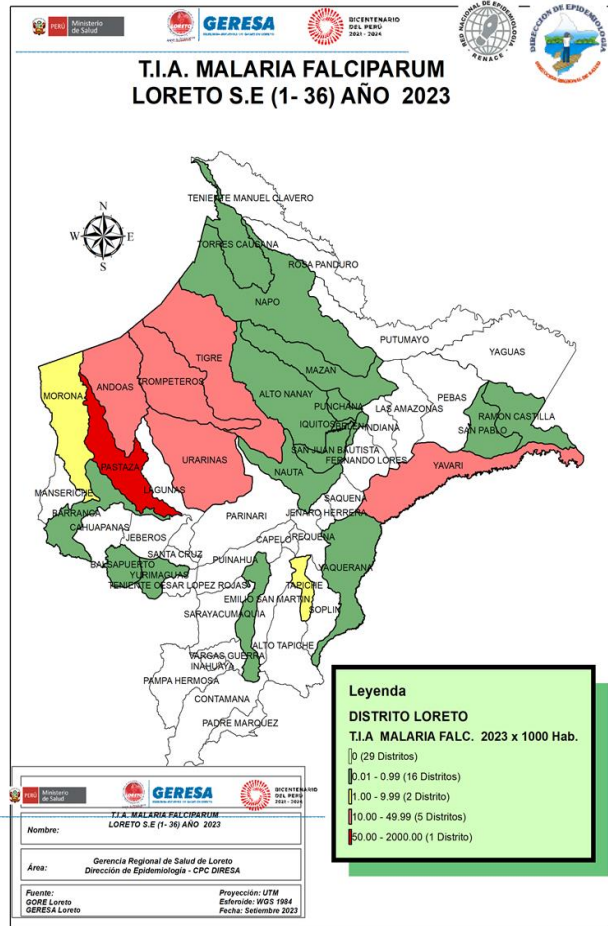 PERÚ Ministerio de Salud
GERESA
BICENTENARIO DEL PERÚ 2021 - 2024
RED NACIONAL DE EPIDEMIOLOGIA
RENACE
DIRECCION DE EPIDEMIOLOGIA
T.I.A. MALARIA FALCIPARUM
LORETO S.E (1- 36) AÑO 2023
N
W E
S
TENIENTE MANUEL CLAVERO
TORRES CAUSANA
ROSA PANDURO
NAPO
PUTUMAYO
YAGUAS
TIGRE
MAZAN
ANDOAS
TROMPETEROS
MORONA
ALTO NANAY
PEBAS
PUNCHANA
LAS AMAZONAS
RAMON CASTILLA
IQUITOS
BELEN
INDIANA
SAN PABLO
SAN JUAN BAUTISTA
FERNANDO LORES
URARINAS
YAVARI
PASTAZA
NAUTA
LAGUNAS
MANSERICHE
SAQUENA
BARRANCA
PARINARI
JENARO HERRERA
CAHUAPANAS
JEBEROS
CAPELO
REQUENA
SANTA CRUZ
PUINAHUA
BALSAPUERTO
YAQUERANA
YURIMAGUAS
TENIENTE CESAR LOPEZ ROJAS
TAPICHE
EMILIO SAN MARTIN
SOPLIN
SARAYACU
MAQUIA
ALTO TAPICHE
VARGAS GUERRA
INAHUAYA
PAMPA HERMOSA
CONTAMANA
PADRE MARQUEZ
Leyenda
DISTRITO LORETO
T.I.A MALARIA FALC. 2023 x 1000 Hab.
0 (29 Distritos)
0.01 - 0.99 (16 Distritos)
1.00 - 9.99 (2 Distrito)
10.00 - 49.99 (5 Distritos)
50.00 - 2000.00 (1 Distrito)
PERÚ Ministerio de Salud
GERESA
BICENTENARIO DEL PERÚ 2021 - 2024
Nombre:
T.I.A. MALARIA FALCIPARUM
LORETO S.E (1- 36) AÑO 2023
Área:
Gerencia Regional de Salud de Loreto
Dirección de Epidemiología - CPC DIRESA
Fuente:
GORE Loreto
GERESA Loreto
Proyección: UTM
Esferoide: WGS 1984
Fecha: Setiembre 2023